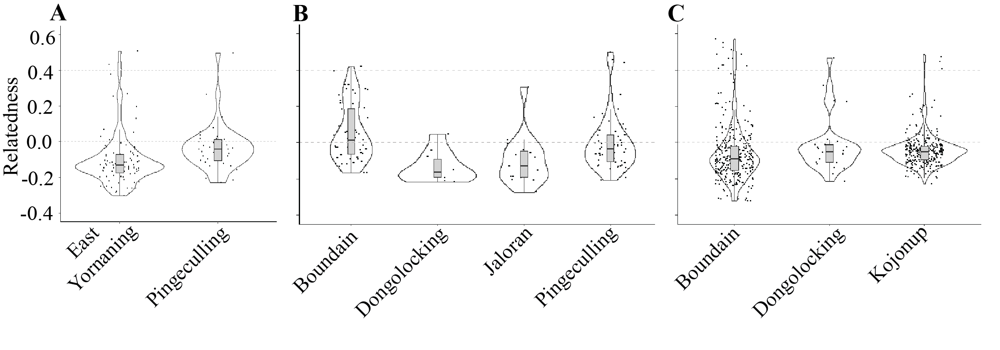 A
B
C
Relatedness
0.6
0.4
0.2
0.0
-0.2
-0.4
East
Yornaning
Pingeculling
Boundain
Dongolocking
Jaloran
Pingeculling
Boundain
Dongolocking
Kojonup